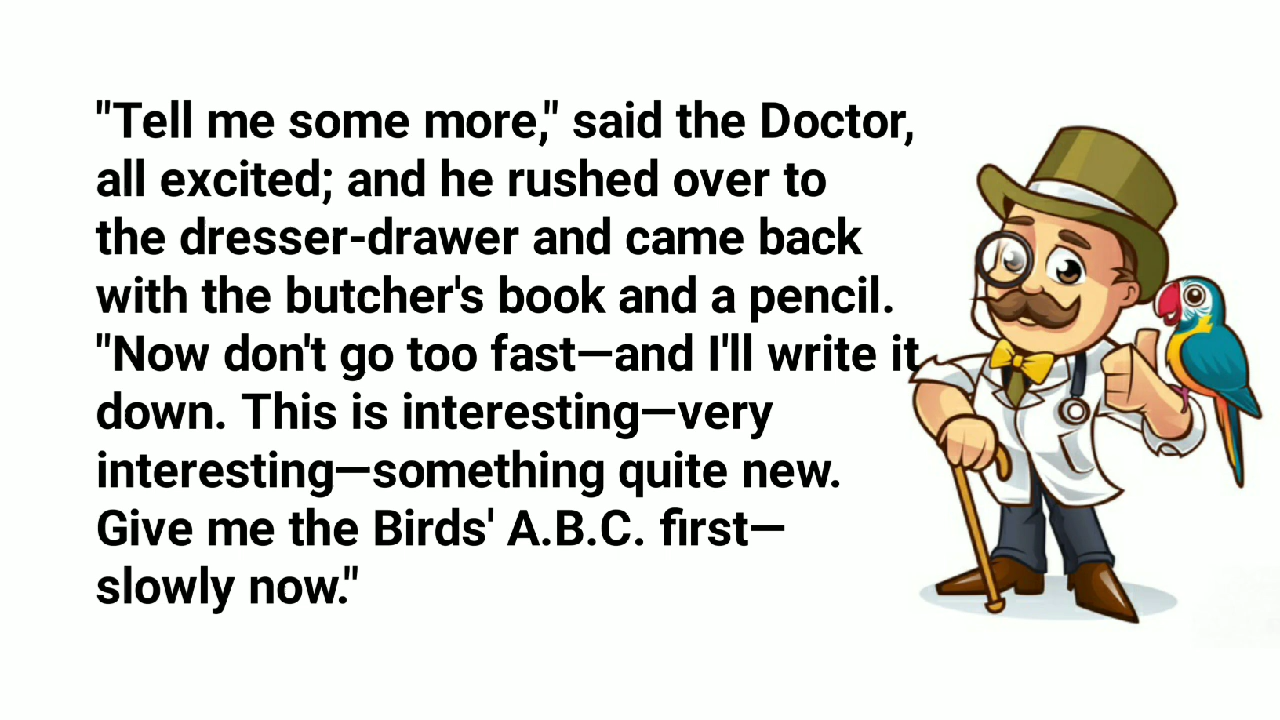 "Tell me some more," said the Doctor,
all excited; and he rushed over to
the dresser-drawer and came back
with the butcher's book and a pencil.
"Now don't go too fast—and I'll write it
down. This is interesting—very
interesting—something quite new.
Give me the Birds' A.B.C. first—
slowly now."